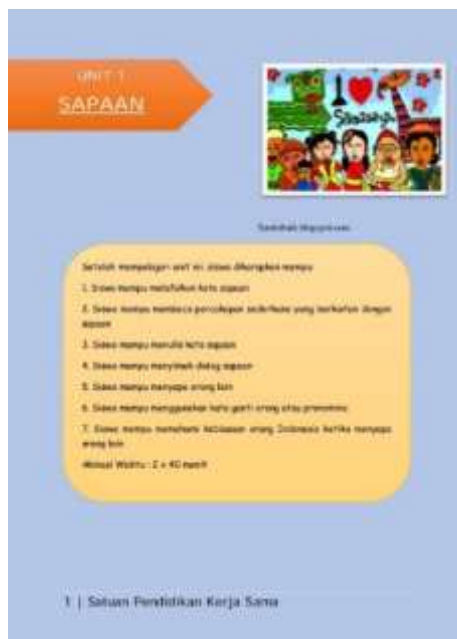 UNIT 1
SAPAAN
I
Surabaya
Setelah mempelajari unit ini, siswa diharapkan mampu
1. Siswa mampu melafalkan kata sapaan
2. Siswa mampu membaca percakapan sederhana yang berkaitan dengan
sapaan
3. Siswa mampu menulis kata sapaan
4. Siswa mampu menyimak dialog sapaan
5. Siswa mampu menyapa orang lain
6. Siswa mampu menggunakan kata ganti orang atau pronomina
7. Siswa mampu memahami kebiasaan orang Indonesia ketika menyapa
orang lain
Alokasi Waktu : 2 x 40 menit
1 | Satuan Pendidikan Kerja Sama